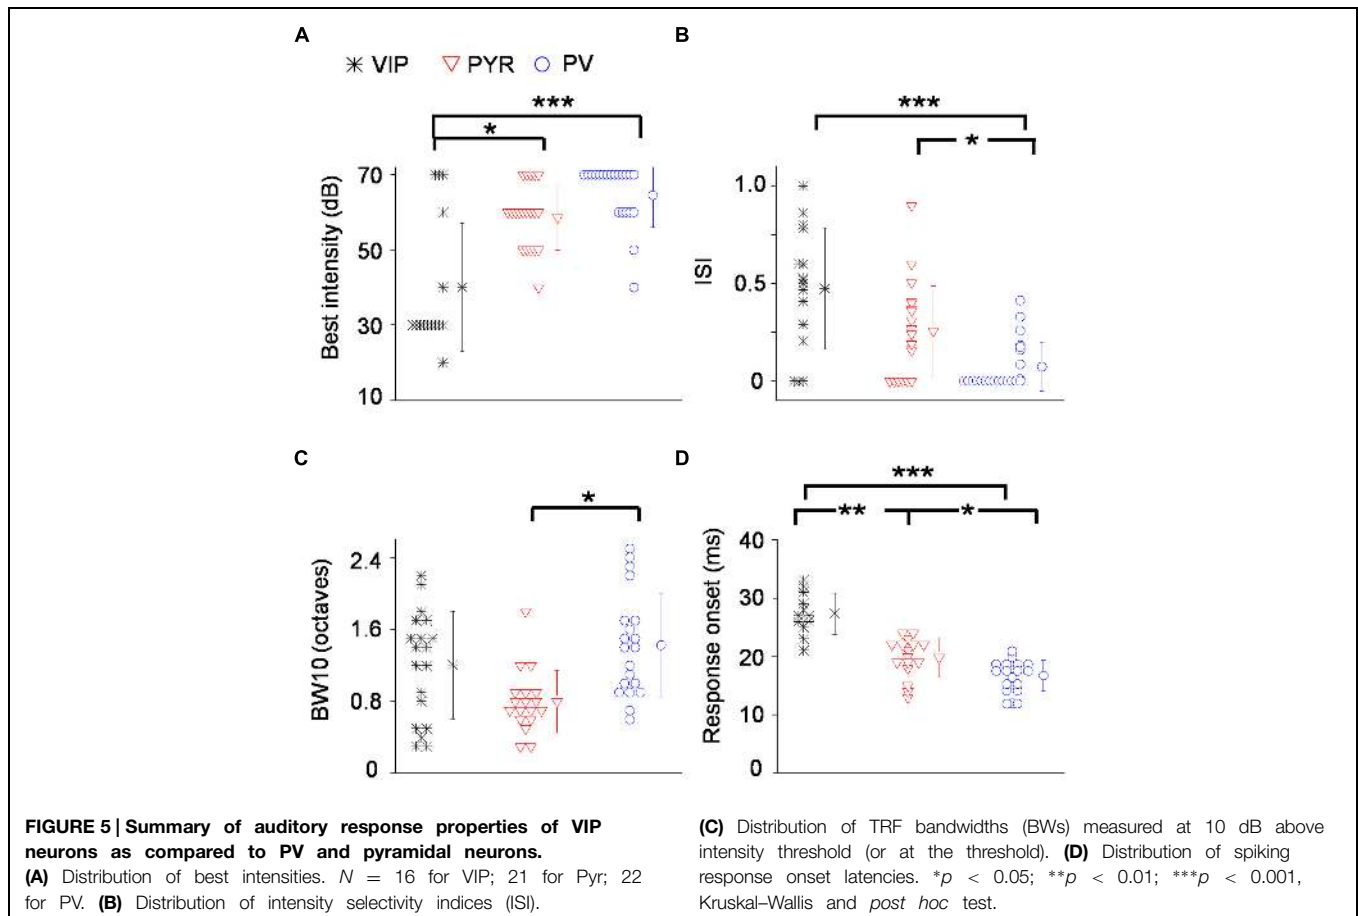 A
VIP PYR PV
***
*
Best intensity (dB)
70
50
30
10
B
***
*
ISI
1.0
0.5
0
C
*
BW10 (octaves)
2.4
1.6
0.8
0
D
***
** *
Response onset (ms)
40
30
20
10
0
FIGURE 5 | Summary of auditory response properties of VIP
neurons as compared to PV and pyramidal neurons.
(A) Distribution of best intensities. N = 16 for VIP; 21 for Pyr; 22
for PV. (B) Distribution of intensity selectivity indices (ISI).
(C) Distribution of TRF bandwidths (BWs) measured at 10 dB above
intensity threshold (or at the threshold). (D) Distribution of spiking
response onset latencies. *p < 0.05; **p < 0.01; ***p < 0.001,
Kruskal–Wallis and post hoc test.